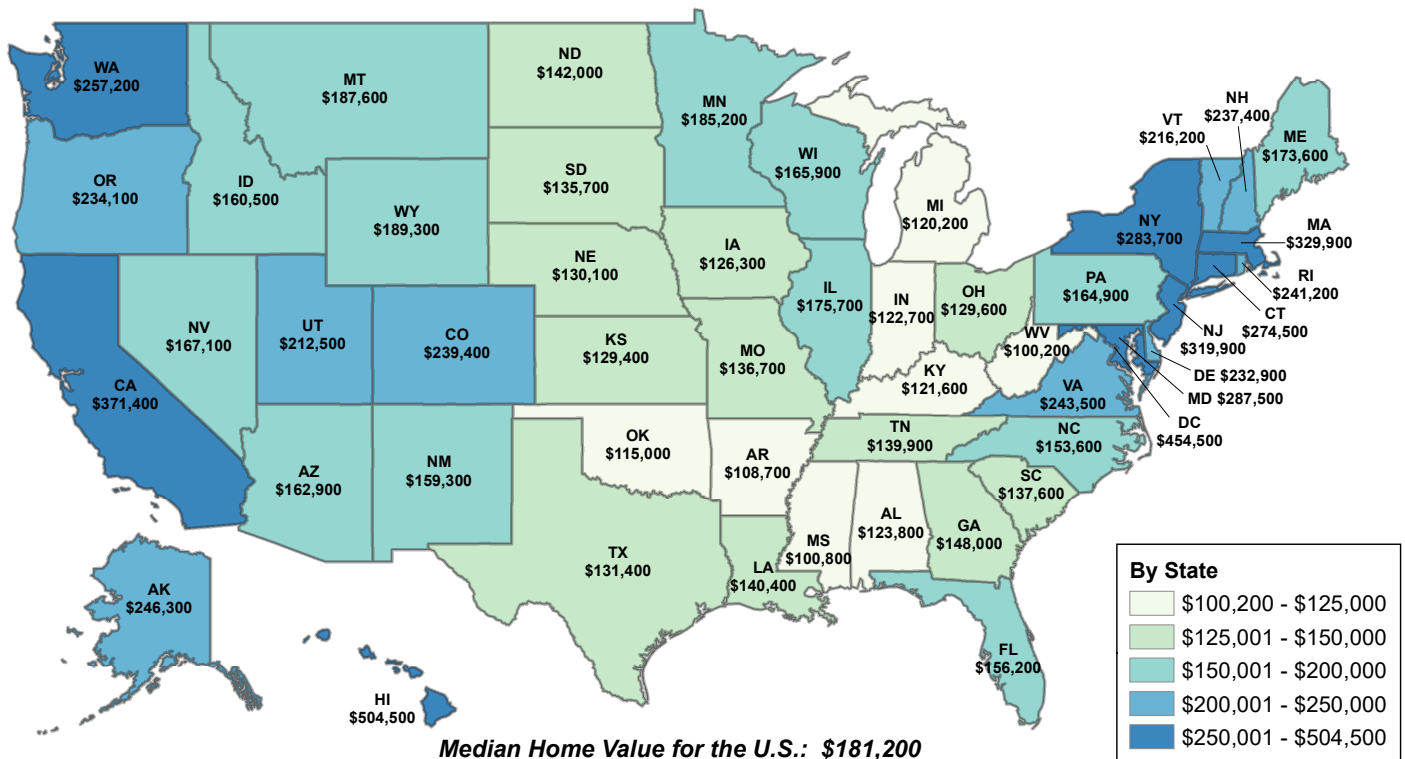 WA
$257,200
MT
$187,600
ND
$142,000
MN
$185,200
NH
$237,400
VT
$216,200
ME
$173,600
OR
$234,100
ID
$160,500
SD
$135,700
WI
$165,900
WY
$189,300
MI
$120,200
NY
$283,700
MA
$329,900
IA
$126,300
NE
$130,100
PA
$164,900
RI
$241,200
CT
$274,500
NJ
$319,900
IL
$175,700
IN
$122,700
OH
$129,600
NV
$167,100
UT
$212,500
CO
$239,400
KS
$129,400
MO
$136,700
WV
$100,200
KY
$121,600
DE $232,900
VA
$243,500
MD $287,500
DC
$454,500
CA
$371,400
TN
$139,900
NC
$153,600
OK
$115,000
AR
$108,700
AZ
$162,900
NM
$159,300
SC
$137,600
AL
$123,800
GA
$148,000
MS
$100,800
TX
$131,400
LA
$140,400
AK
$246,300
FL
$156,200
HI
$504,500
By State
$100,200 - $125,000
$125,001 - $150,000
$150,001 - $200,000
$200,001 - $250,000
$250,001 - $504,500
Median Home Value for the U.S.: $181,200